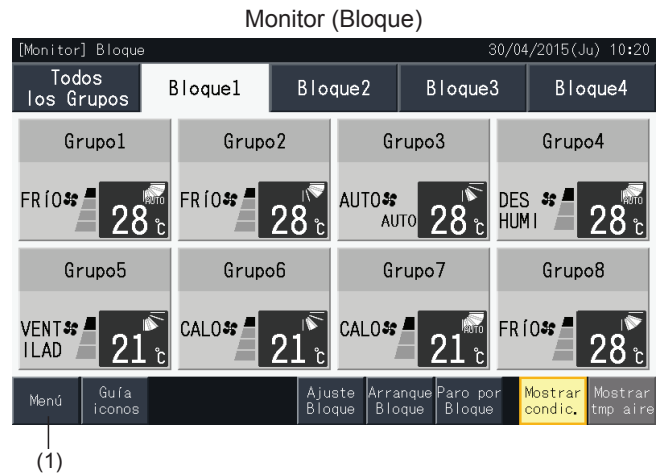 Monitor (Bloque)
[Monitor] Bloque 30/04/2015(Ju) 10:20
Todos
los Grupos
Bloque1 Bloque2 Bloque3 Bloque4
Grupo1 Grupo2 Grupo3 Grupo4
FRÍO AUTO 28 ℃
FRÍO 28 ℃
AUTO AUTO 28 ℃
DES
HUMI AUTO 28 ℃
Grupo5 Grupo6 Grupo7 Grupo8
VENT
ILAD 21 ℃
CALO 21 ℃
CALO AUTO 21 ℃
FRÍO 28 ℃
Menú
Guía
iconos
Ajuste
Bloque
Arranque
Bloque
Paro por
Bloque
Mostrar
condic.
Mostrar
tmp aire
(1)